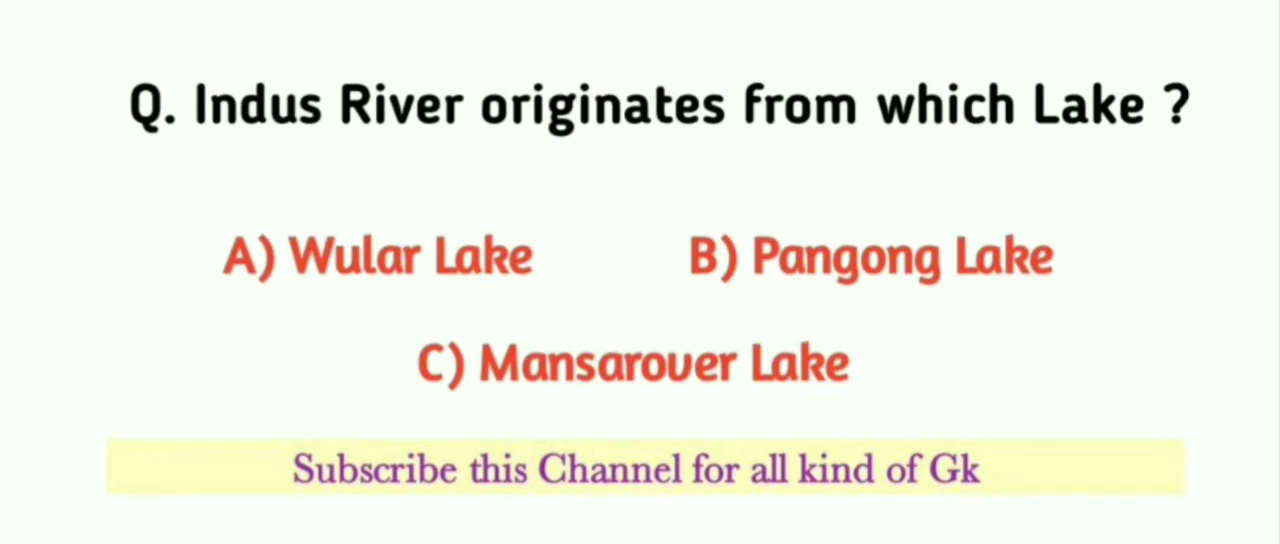 Q. Indus River originates from which Lake ?
A) Wular Lake B) Pangong Lake
C) Mansarover Lake
Subscribe this Channel for all kind of Gk